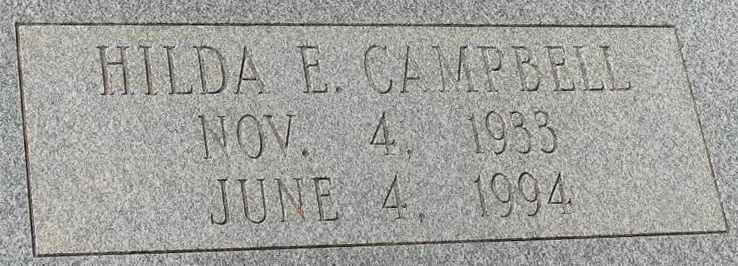 HILDA E. CAMPBELL
NOV. 4, 1933
JUNE 4, 1994